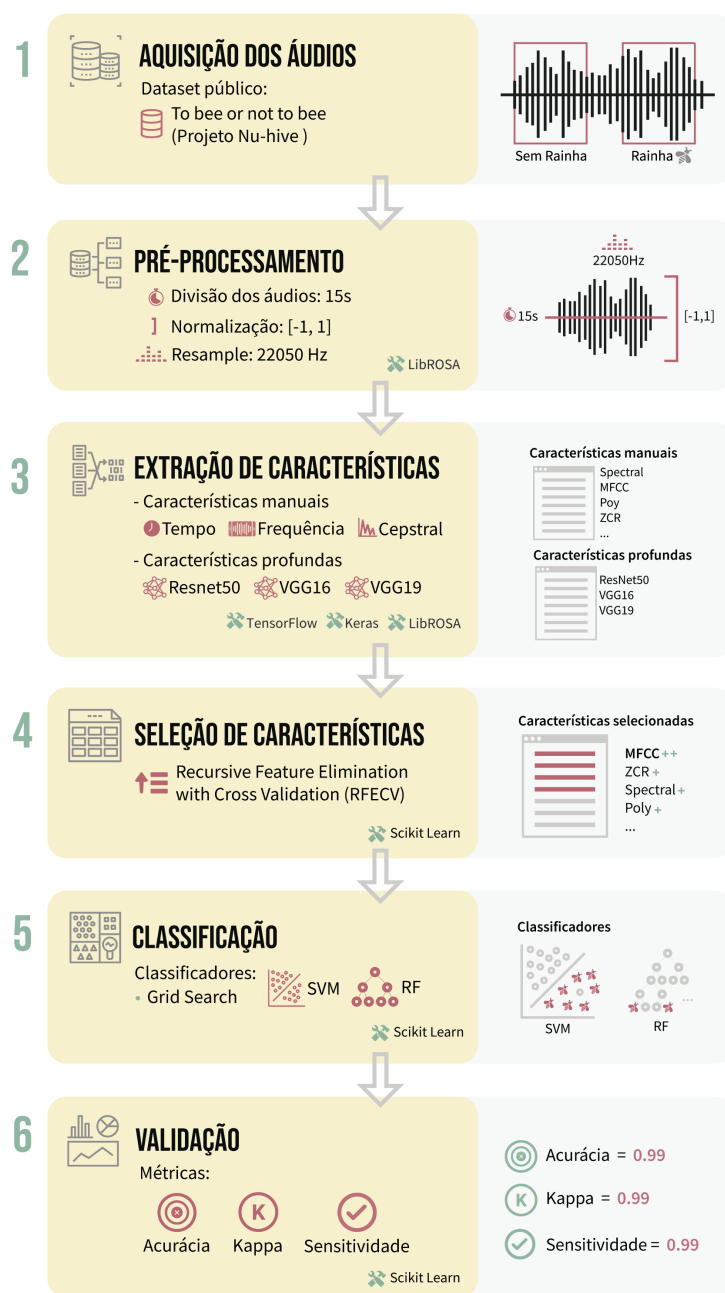 1
AQUISIÇÃO DOS ÁUDIOS
Dataset público:
To bee or not to bee
(Projeto Nu-hive )
Sem Rainha
Rainha
2
PRÉ-PROCESSAMENTO
Divisão dos áudios: 15s
Normalização: [-1, 1]
Resample: 22050 Hz
LibROSA
22050Hz
15s
[-1,1]
3
EXTRAÇÃO DE CARACTERÍSTICAS
- Características manuais
Tempo Frequência Cepstral
- Características profundas
Resnet50 VGG16 VGG19
TensorFlow Keras LibROSA
Características manuais
Spectral
MFCC
Poy
ZCR
...
Características profundas
ResNet50
VGG16
VGG19
4
SELEÇÃO DE CARACTERÍSTICAS
Recursive Feature Elimination
with Cross Validation (RFECV)
Scikit Learn
Características selecionadas
MFCC ++
ZCR +
Spectral +
Poly +
...
5
CLASSIFICAÇÃO
Classificadores:
• Grid Search
SVM RF
Scikit Learn
Classificadores
...
SVM RF
6
VALIDAÇÃO
Métricas:
K
Acurácia Kappa Sensitividade
Scikit Learn
Acurácia = 0.99
K Kappa = 0.99
Sensitividade = 0.99